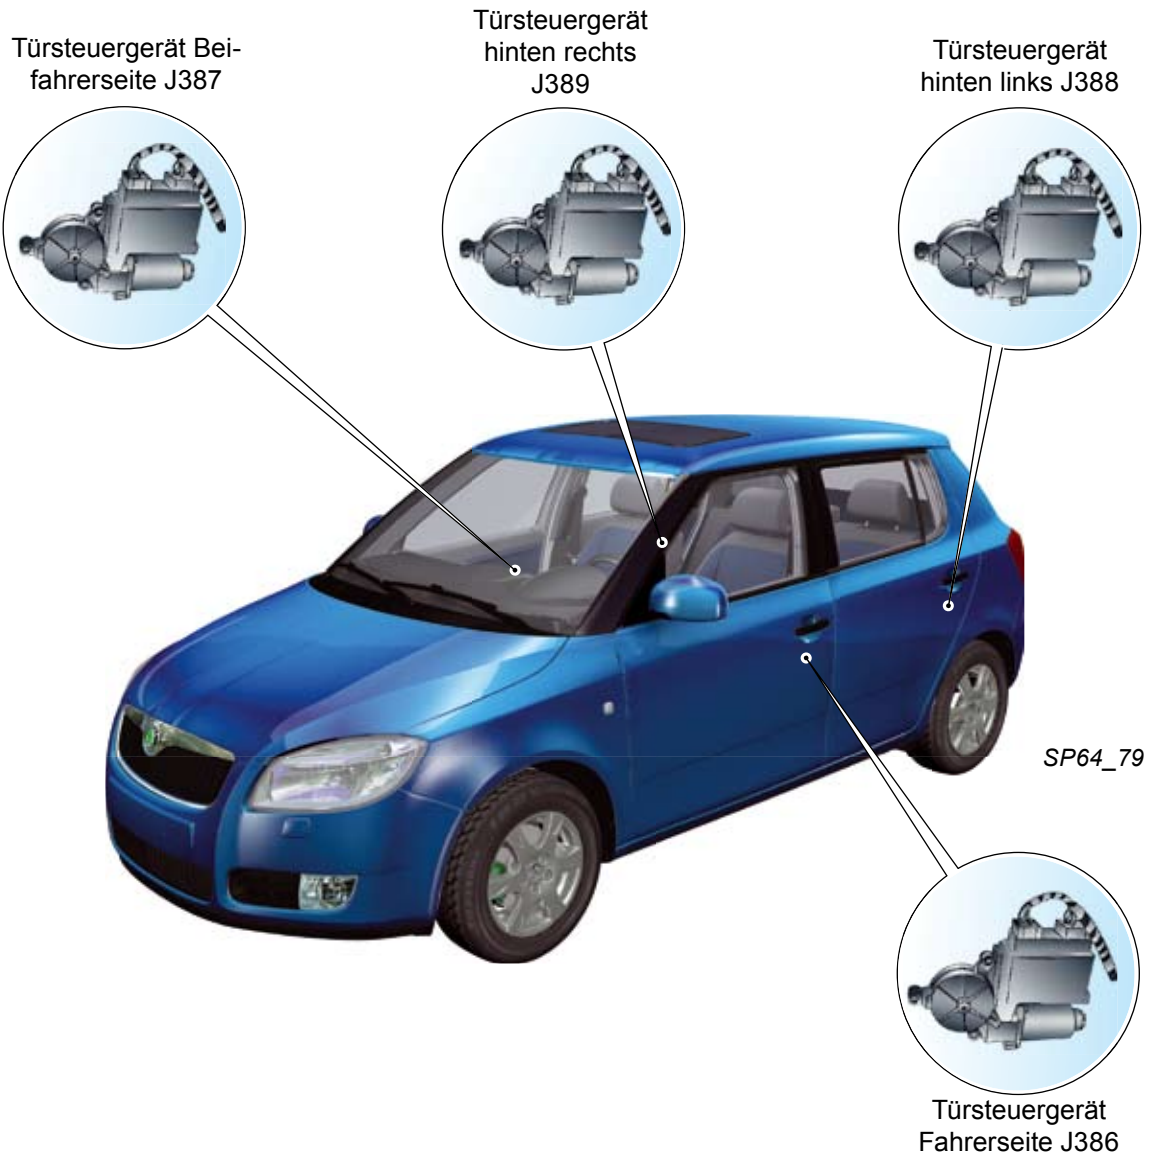 Türsteuergerät Bei-
fahrerseite J387
Türsteuergerät
hinten rechts
J389
Türsteuergerät
hinten links J388
SP64_79
Türsteuergerät
Fahrerseite J386